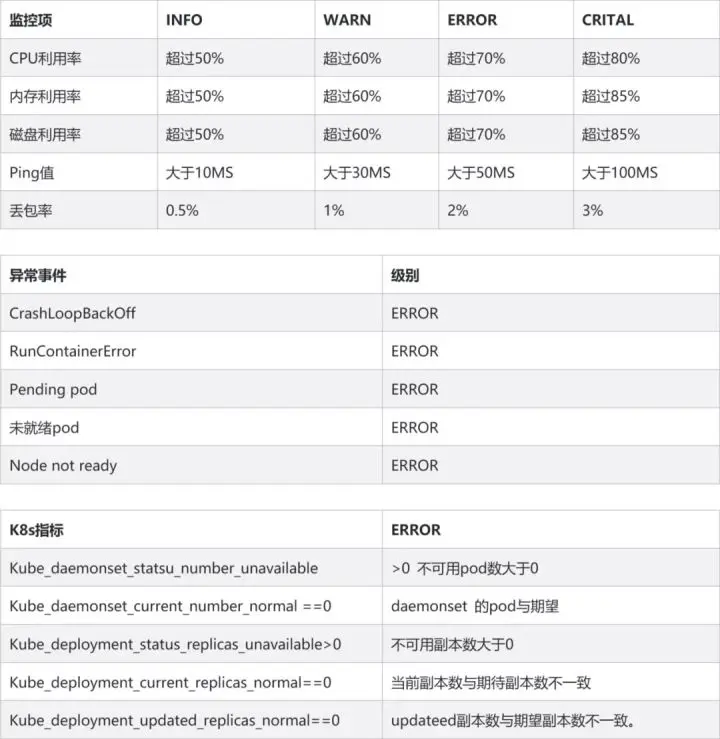 监控项 INFO WARN ERROR CRITAL
CPU利用率 超过50% 超过60% 超过70% 超过80%
内存利用率 超过50% 超过60% 超过70% 超过85%
磁盘利用率 超过50% 超过60% 超过70% 超过85%
Ping值 大于10MS 大于30MS 大于50MS 大于100MS
丢包率 0.5% 1% 2% 3%
异常事件 级别
CrashLoopBackOff ERROR
RunContainerError ERROR
Pending pod ERROR
未就绪pod ERROR
Node not ready ERROR
K8s指标 ERROR
Kube_daemonset_statsu_number_unavailable >0 不可用pod数大于0
Kube_daemonset_current_number_normal ==0 daemonset 的pod与期望
Kube_deployment_status_replicas_unavailable>0 不可用副本数大于0
Kube_deployment_current_replicas_normal==0 当前副本数与期待副本数不一致
Kube_deployment_updated_replicas_normal==0 updateed副本数与期望副本数不一致。